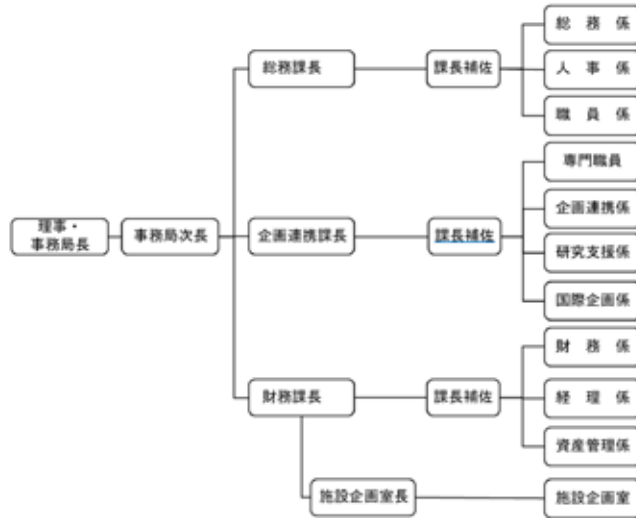 総 務 係
総務課長
課長補佐
人 事 係
職 員 係
専門職員
企画連携係
理事・
事務局長
事務局次長
企画連携課長
課長補佐
研究支援係
国際企画係
財 務 係
財務課長
課長補佐
経 理 係
資産管理係
施設企画室長
施設企画室